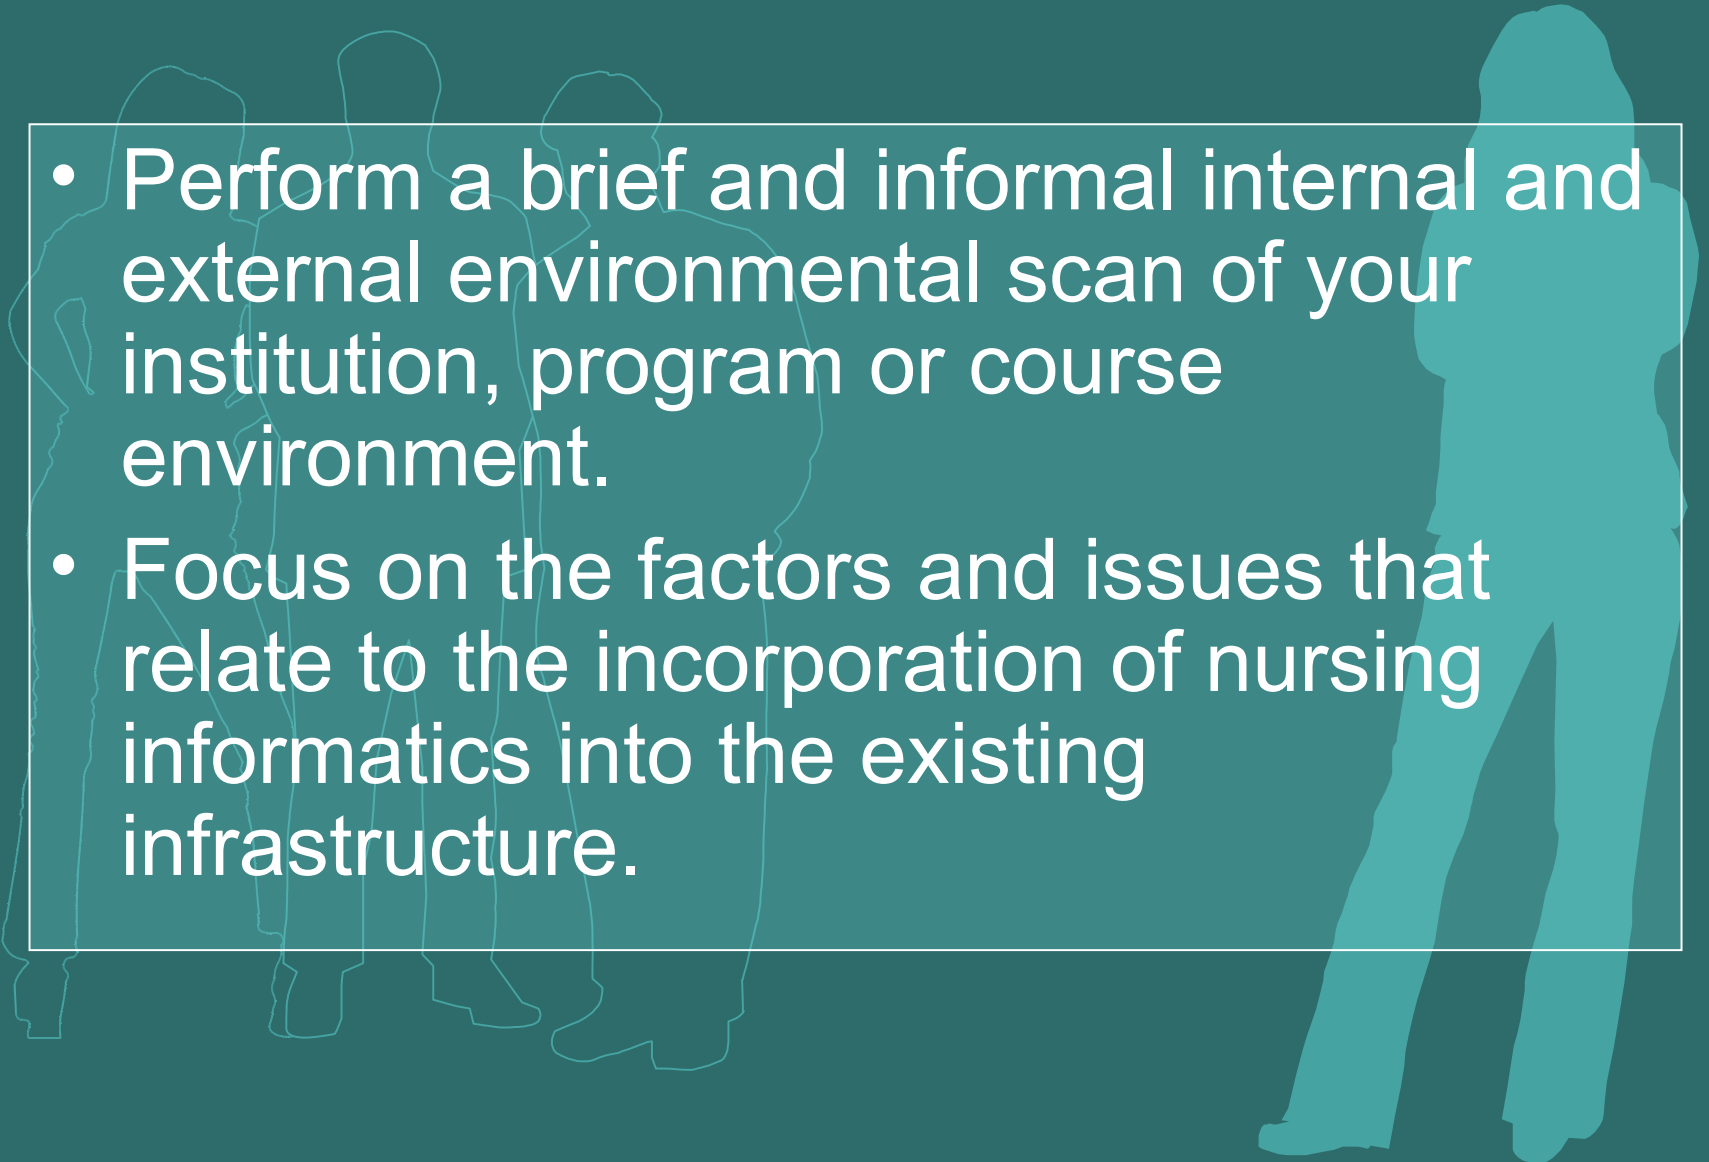 • Perform a brief and informal internal and
external environmental scan of your
institution, program or course
environment.
• Focus on the factors and issues that
relate to the incorporation of nursing
informatics into the existing
infrastructure.